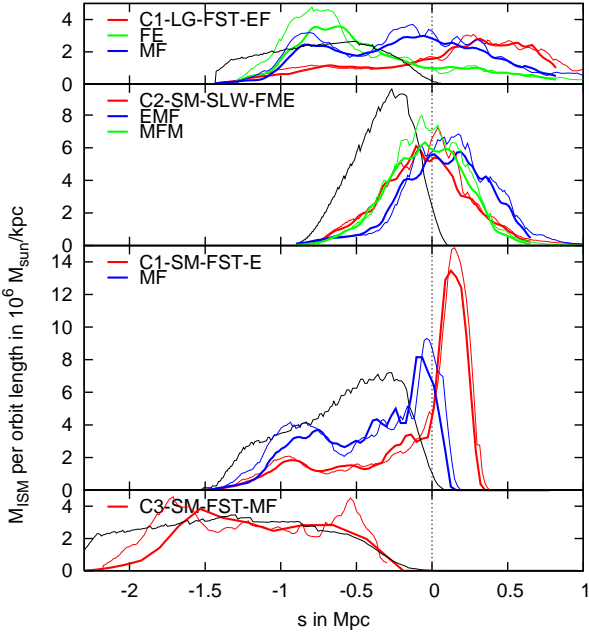 4
2
0
C1-LG-FST-EF
FE
MF
8
6
4
2
0
C2-SM-SLW-FME
EMF
MFM
14
12
10
8
6
4
2
0
C1-SM-FST-E
MF
4
2
0
C3-SM-FST-MF
-2 -1.5 -1 -0.5 0 0.5 1
s in Mpc
M_ISM per orbit length in 10^6 M_sun/kpc